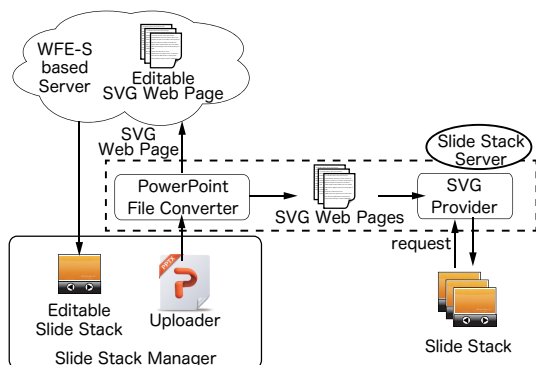 WFE-S
based
Server
Editable
SVG Web Page
SVG
Web Page
Slide Stack
Server
PowerPoint
File Converter
SVG Web Pages
SVG
Provider
request
PPTX
P
Editable
Slide Stack
Uploader
Slide Stack
Slide Stack Manager